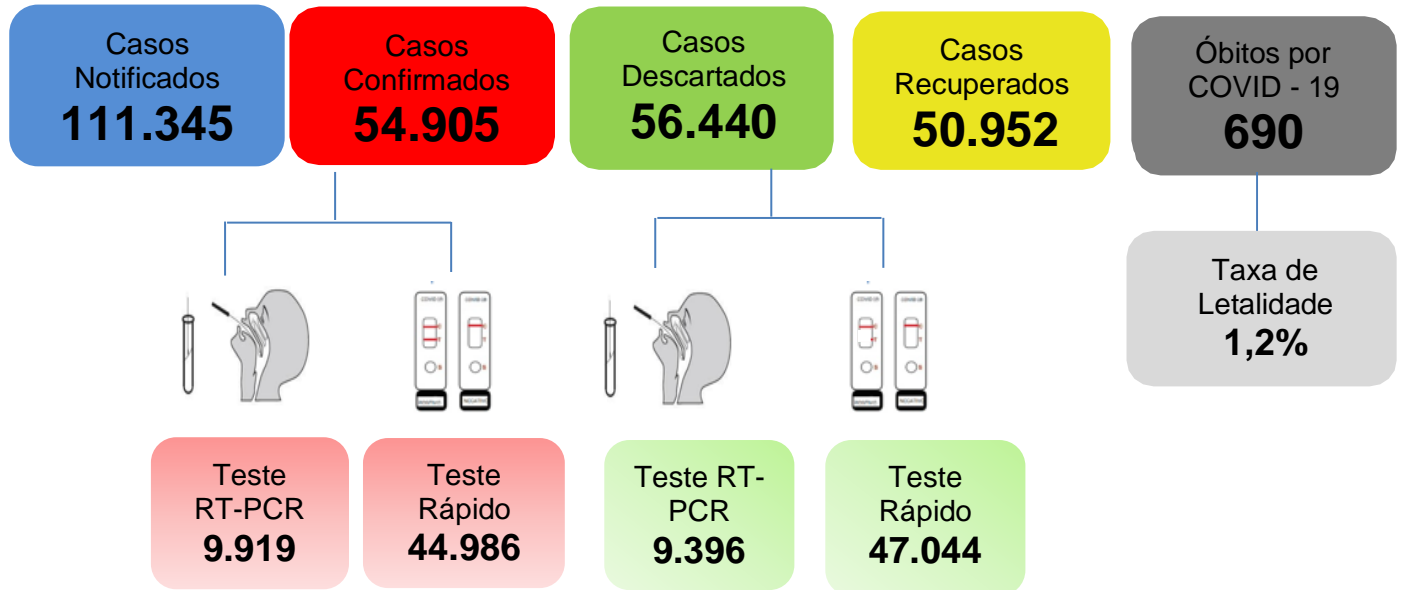 Casos
Notificados
111.345
Casos
Confirmados
54.905
Casos
Descartados
56.440
Casos
Recuperados
50.952
Óbitos por
COVID - 19
690
Taxa de
Letalidade
1,2%
Teste
RT-PCR
9.919
Teste
Rápido
44.986
Teste RT-
PCR
9.396
Teste
Rápido
47.044